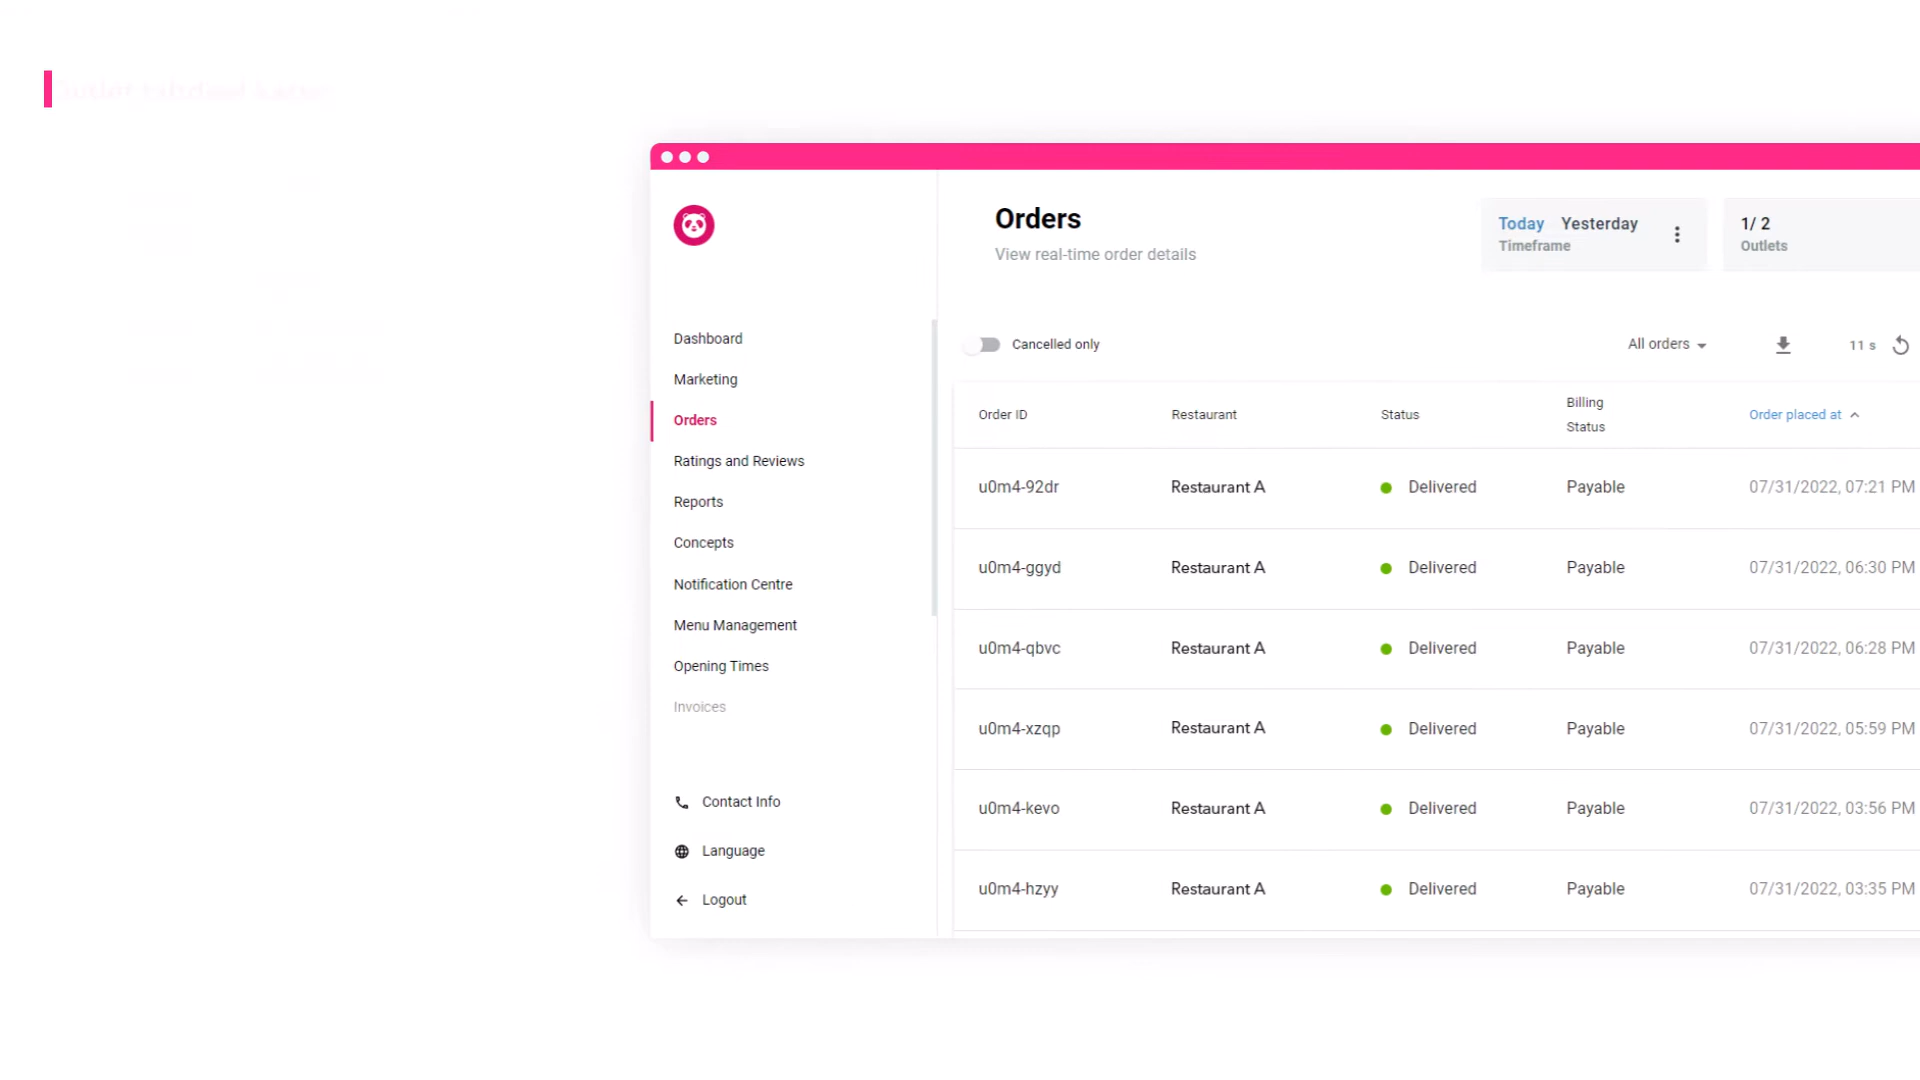 Orders
View real-time order details
Today Yesterday
Timeframe
1/ 2
Outlets
Dashboard
Marketing
Orders
Ratings and Reviews
Reports
Concepts
Notification Centre
Menu Management
Opening Times
Invoices
Contact Info
Language
Logout
Cancelled only
All orders
11 s
Order ID Restaurant Status Billing Status Order placed at
u0m4-92dr Restaurant A Delivered Payable 07/31/2022, 07:21 PM
u0m4-ggyd Restaurant A Delivered Payable 07/31/2022, 06:30 PM
u0m4-qbvc Restaurant A Delivered Payable 07/31/2022, 06:28 PM
u0m4-xzqp Restaurant A Delivered Payable 07/31/2022, 05:59 PM
u0m4-kevo Restaurant A Delivered Payable 07/31/2022, 03:56 PM
u0m4-hzyy Restaurant A Delivered Payable 07/31/2022, 03:35 PM